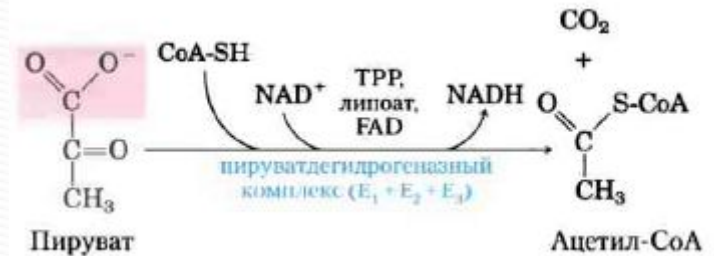 CO₂
+
O O⁻ CoA-SH NAD⁺ TPP, липоат, FAD NADH O S-CoA
C C
C=O
CH₃ CH₃
пируватдегидрогеназный
комплекс (E₁ + E₂ + E₃)
Пируват Ацетил-CoA